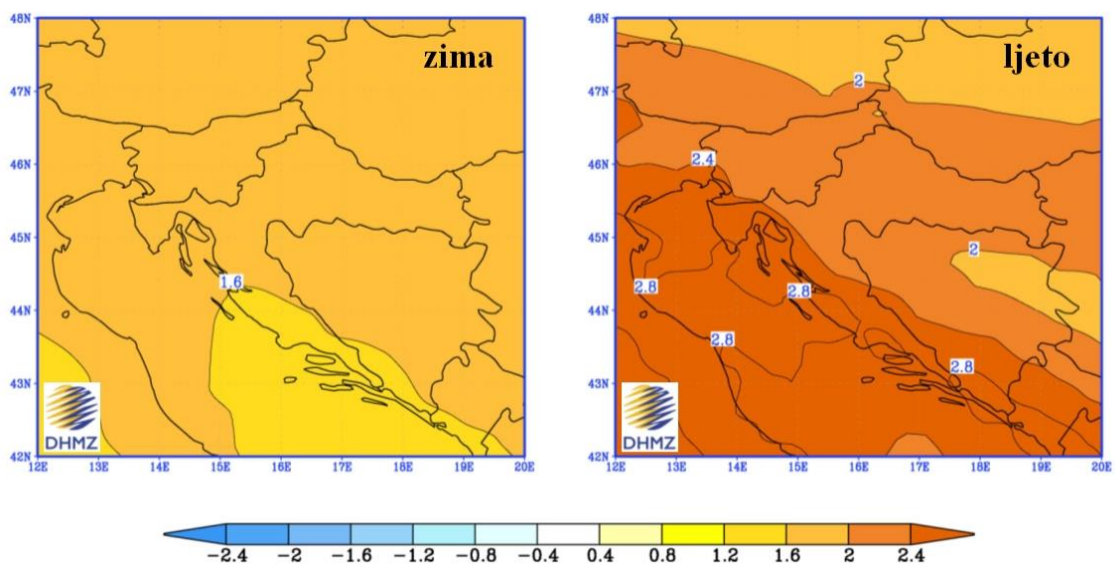 zima
ljeto
48N
47N
46N
45N
44N
43N
42N
12E 13E 14E 15E 16E 17E 18E 19E 20E
1.6
DHMZ
48N
47N
46N
45N
44N
43N
42N
12E 13E 14E 15E 16E 17E 18E 19E 20E
2
2.4
2
2.8
2.8
2.8
2.8
DHMZ
−2.4 −2 −1.6 −1.2 −0.8 −0.4 0.4 0.8 1.2 1.6 2 2.4